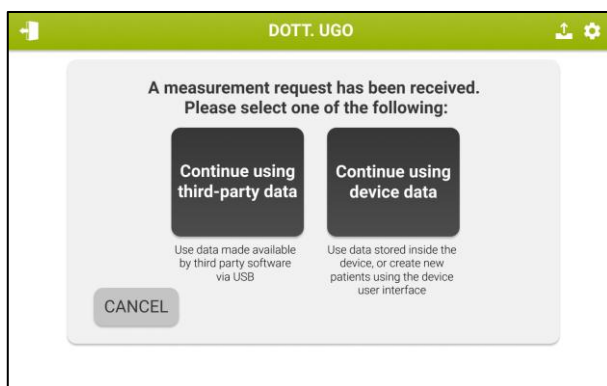 DOTT. UGO
A measurement request has been received.
Please select one of the following:
Continue using
third-party data
Continue using
device data
Use data made available
by third party software
via USB
Use data stored inside the
device, or create new
patients using the device
user interface
CANCEL